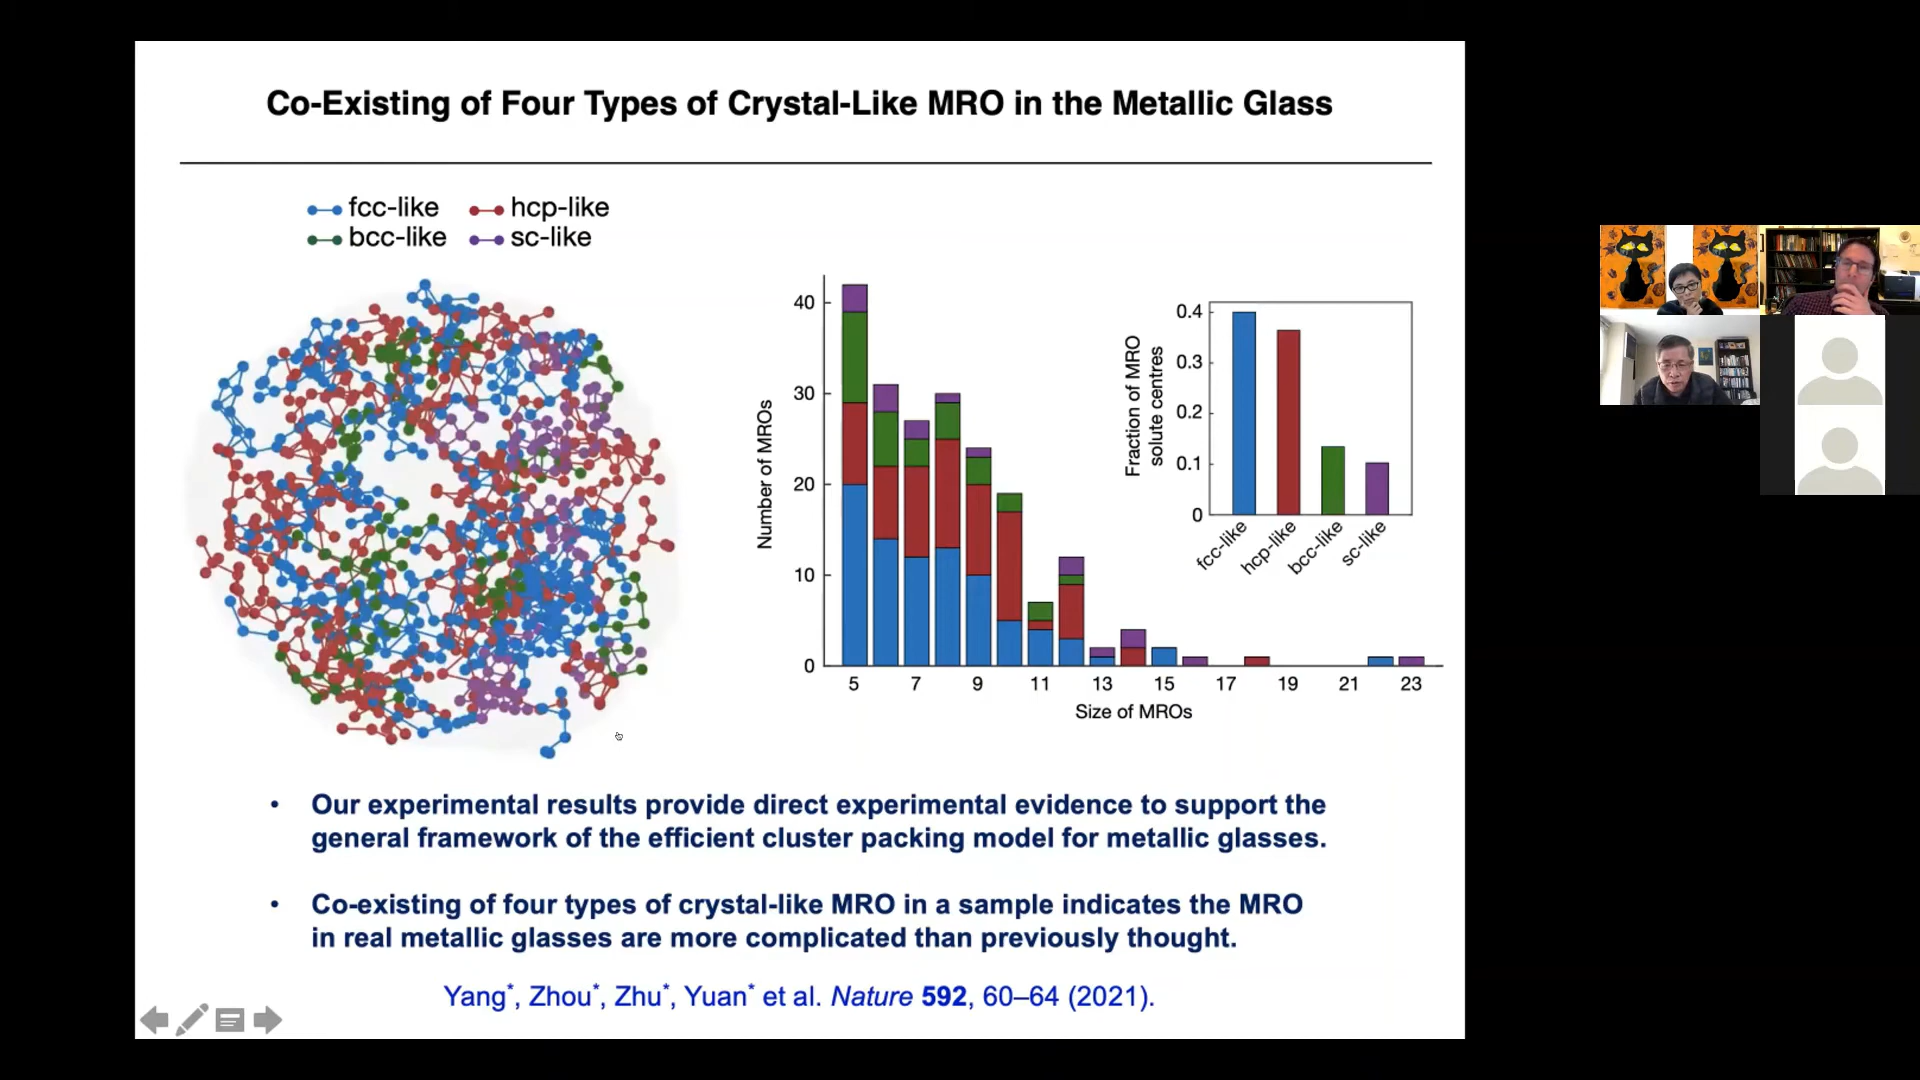 Co-Existing of Four Types of Crystal-Like MRO in the Metallic Glass
fcc-like hcp-like
bcc-like sc-like
Number of MROs
40
30
20
10
0
5 7 9 11 13 15 17 19 21 23
Size of MROs
Fraction of MRO
solute centres
0.4
0.3
0.2
0.1
0
fcc-like hcp-like bcc-like sc-like
• Our experimental results provide direct experimental evidence to support the
general framework of the efficient cluster packing model for metallic glasses.
• Co-existing of four types of crystal-like MRO in a sample indicates the MRO
in real metallic glasses are more complicated than previously thought.
Yang*, Zhou*, Zhu*, Yuan* et al. Nature 592, 60–64 (2021).